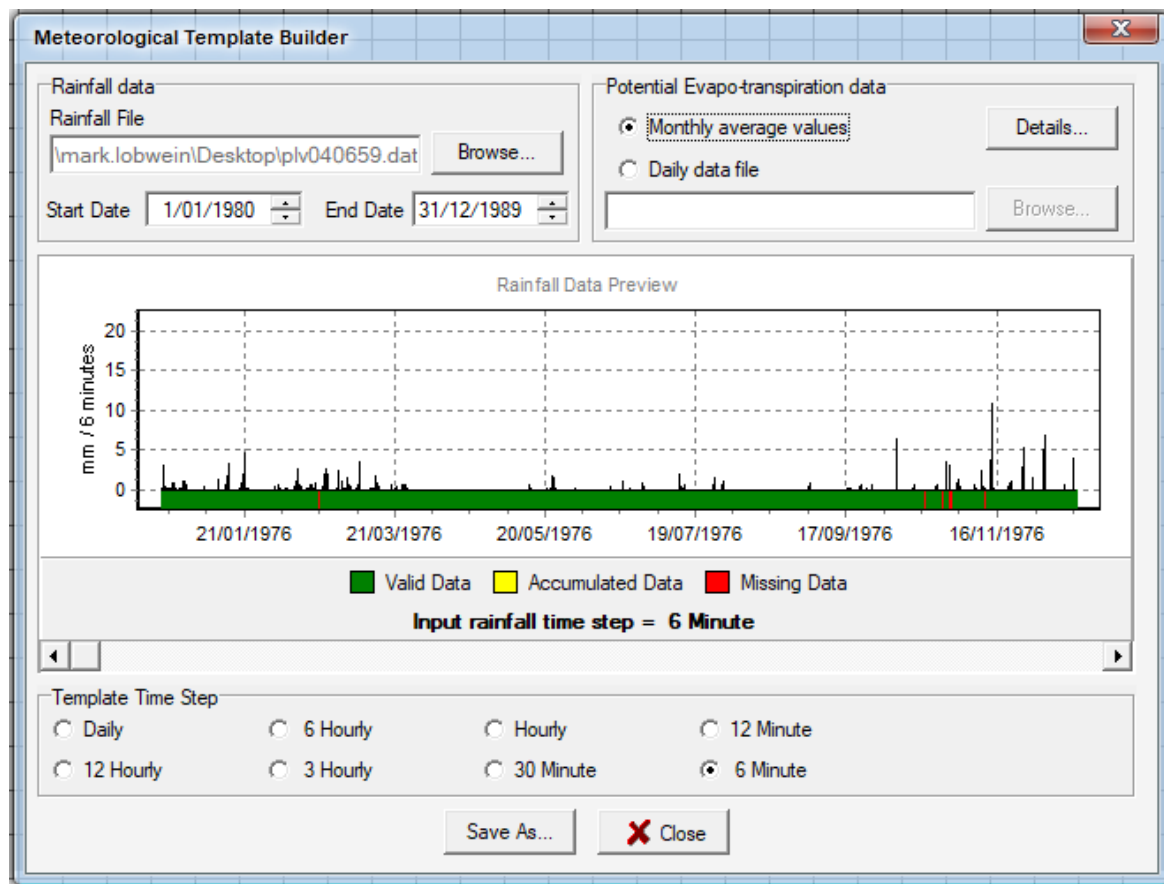 Meteorological Template Builder
Rainfall data
Rainfall File
\mark.lobwein\Desktop\plv040659.dat
Browse...
Start Date 1/01/1980 End Date 31/12/1989
Potential Evapo-transpiration data
Monthly average values
Details...
Daily data file
Browse...
Rainfall Data Preview
mm / 6 minutes
20
15
10
5
0
21/01/1976 21/03/1976 20/05/1976 19/07/1976 17/09/1976 16/11/1976
Valid Data Accumulated Data Missing Data
Input rainfall time step = 6 Minute
Template Time Step
Daily 6 Hourly Hourly 12 Minute
12 Hourly 3 Hourly 30 Minute 6 Minute
Save As... Close